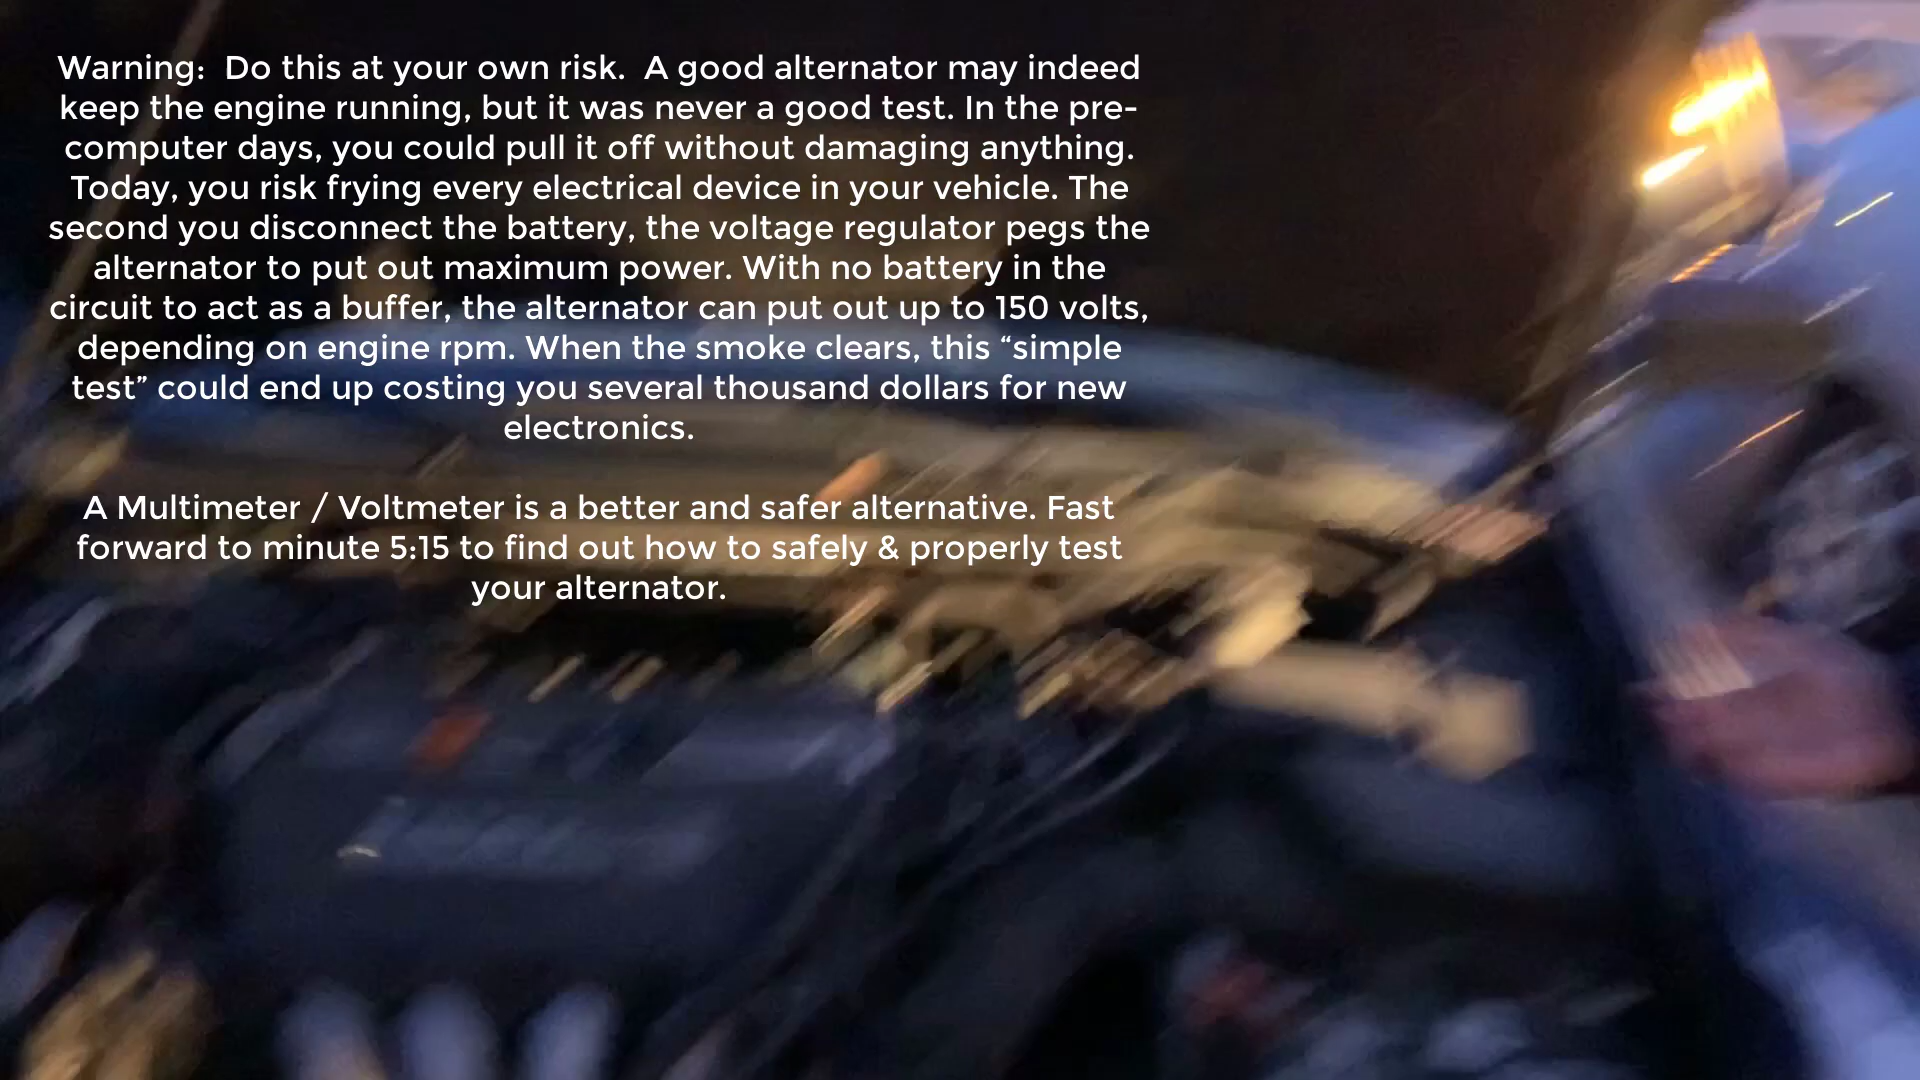 Warning:  Do this at your own risk.  A good alternator may indeed
keep the engine running, but it was never a good test. In the pre-
computer days, you could pull it off without damaging anything.
Today, you risk frying every electrical device in your vehicle. The
second you disconnect the battery, the voltage regulator pegs the
alternator to put out maximum power. With no battery in the
circuit to act as a buffer, the alternator can put out up to 150 volts,
depending on engine rpm. When the smoke clears, this “simple
test” could end up costing you several thousand dollars for new
electronics.
A Multimeter / Voltmeter is a better and safer alternative. Fast
forward to minute 5:15 to find out how to safely & properly test
your alternator.